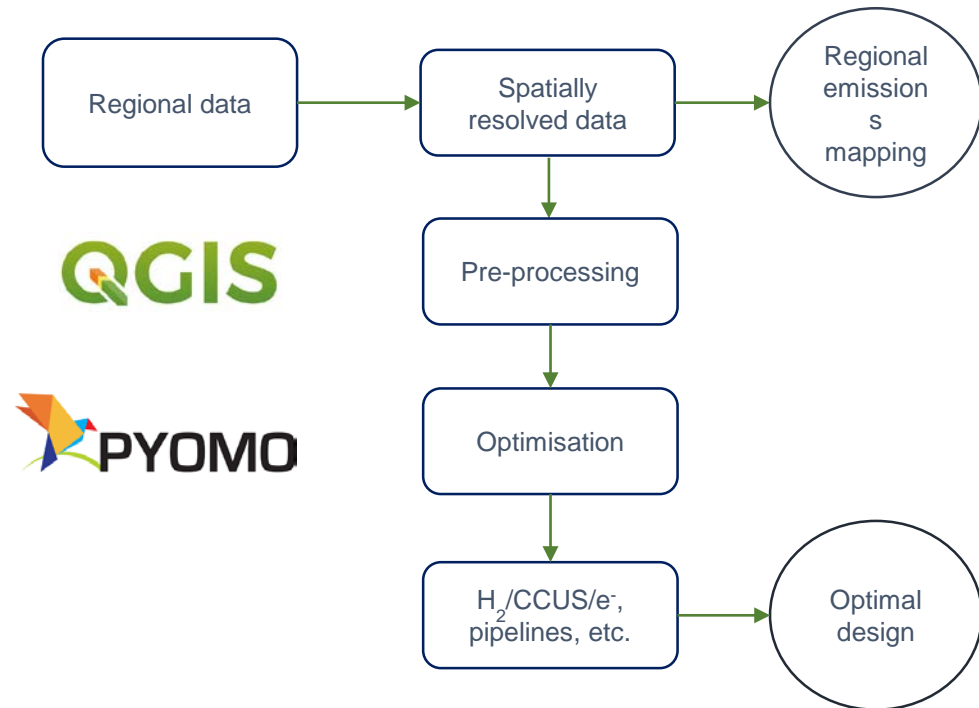 Regional data
Spatially
resolved data
Regional
emission
s
mapping
QGIS
Pre-processing
PYOMO
Optimisation
H₂/CCUS/e⁻,
pipelines, etc.
Optimal
design